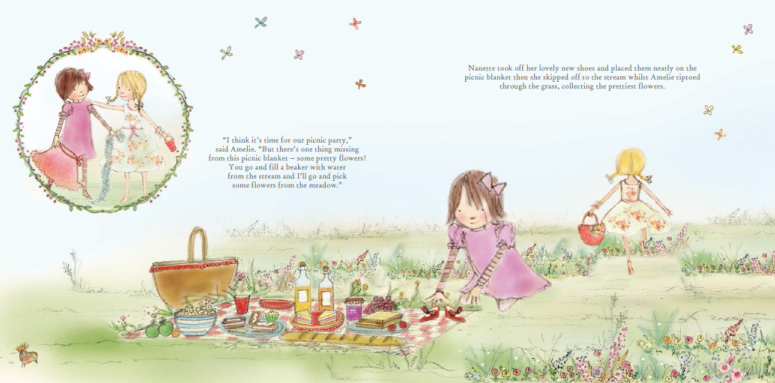 "I think it's time for our picnic party,"
said Amelie. "But there's one thing missing
from this picnic blanket – some pretty flowers!
You go and fill a beaker with water
from the stream and I'll go and pick
some flowers from the meadow."
Nanette took off her lovely new shoes and placed them neatly on the
picnic blanket then she skipped off to the stream whilst Amelie tiptoed
through the grass, collecting the prettiest flowers.